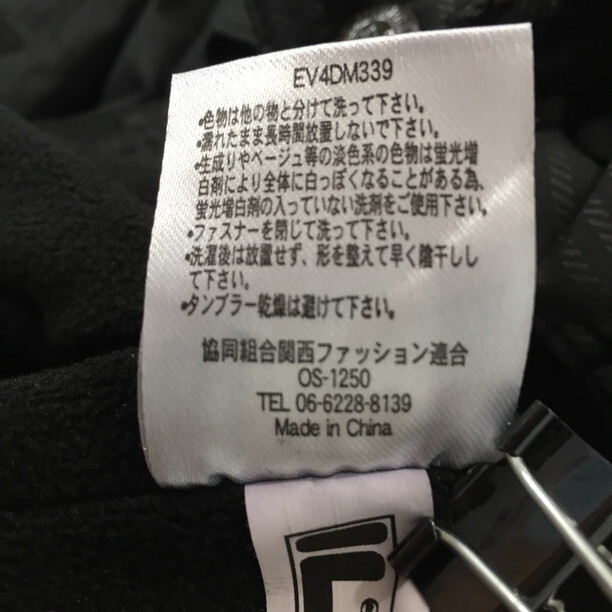 EV4DM339
•色物は他の物と分けて洗って下さい。
•濡れたまま長時間放置しないで下さい。
•生成りやベージュ等の淡色系の色物は蛍光増
白剤により全体に白っぽくなることがある為、
蛍光増白剤の入っていない洗剤をご使用下さい。
•ファスナーを閉じて洗って下さい。
•洗濯後は放置せず、形を整えて早く陰干しし
て下さい。
•タンブラー乾燥は避けて下さい。
協同組合関西ファッション連合
OS-1250
TEL 06-6228-8139
Made in China